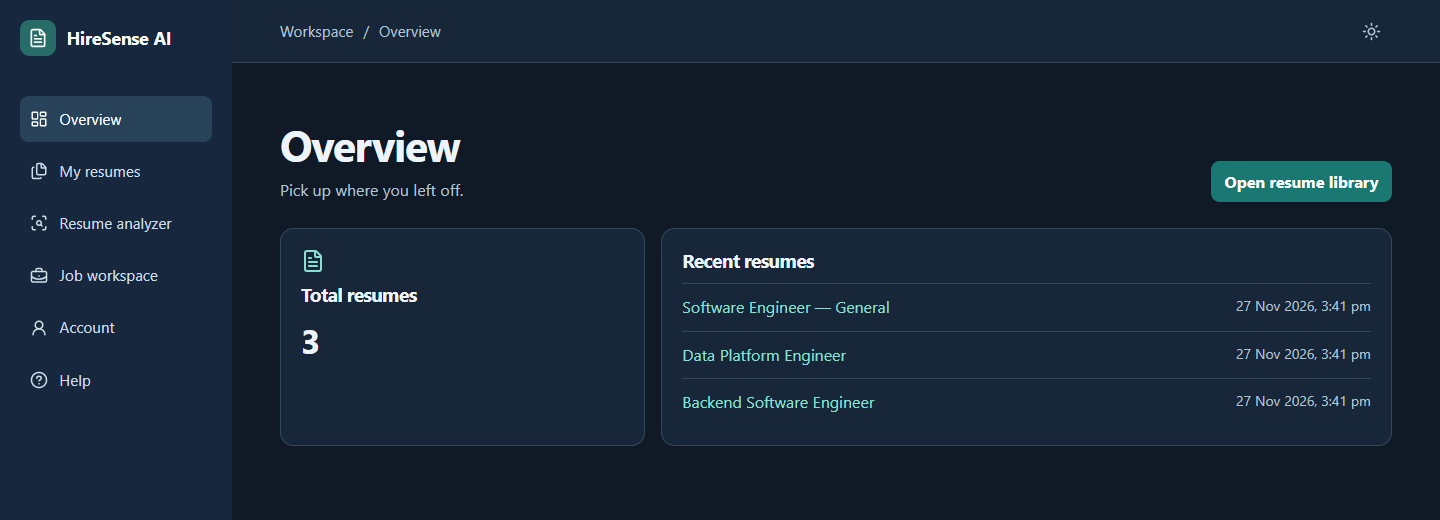 HireSense AI
Workspace / Overview
Overview
My resumes
Resume analyzer
Job workspace
Account
Help
Overview
Pick up where you left off.
Open resume library
Total resumes
3
Recent resumes
Software Engineer — General 27 Nov 2026, 3:41 pm
Data Platform Engineer 27 Nov 2026, 3:41 pm
Backend Software Engineer 27 Nov 2026, 3:41 pm